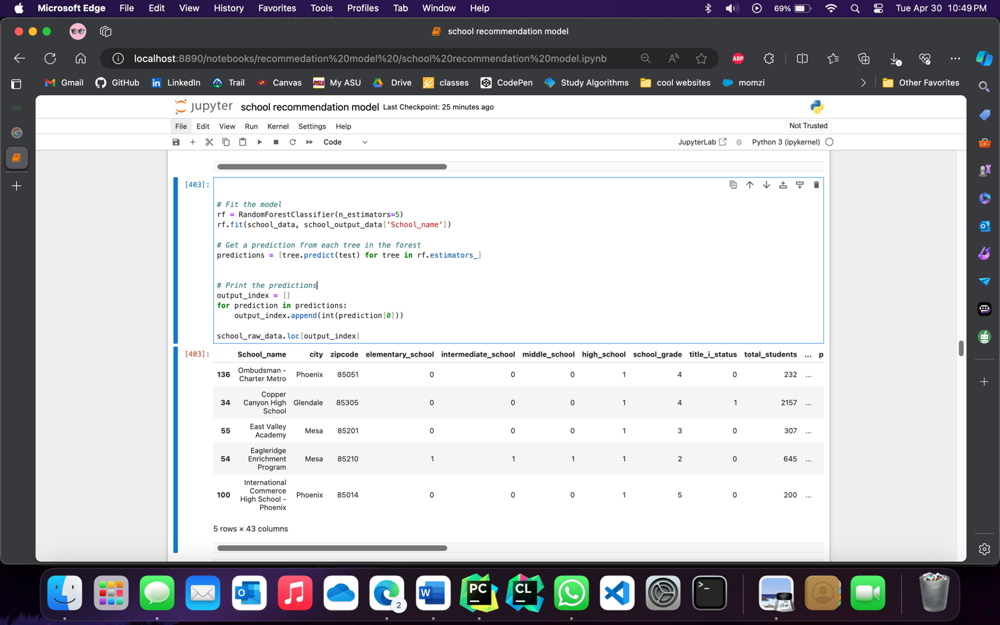 Microsoft Edge File Edit View History Favorites Tools Profiles Tab Window Help 69% Tue Apr 30 10:49 PM
school recommendation model
localhost:8890/notebooks/recommedation%20model%20/school%20recommendation%20model.ipynb ABP
Gmail GitHub LinkedIn Trail Canvas My ASU Drive classes CodePen Study Algorithms cool websites momzi Other Favorites
jupyter school recommendation model Last Checkpoint: 25 minutes ago
File Edit View Run Kernel Settings Help Not Trusted
Code JupyterLab Python 3 (ipykernel)
[403]:
# Fit the model
rf = RandomForestClassifier(n_estimators=5)
rf.fit(school_data, school_output_data['School_name'])
# Get a prediction from each tree in the forest
predictions = [tree.predict(test) for tree in rf.estimators_]
# Print the predictions
output_index = []
for prediction in predictions:
output_index.append(int(prediction[0]))
school_raw_data.loc[output_index]
[403]: School_name city zipcode elementary_school intermediate_school middle_school high_school school_grade title_i_status total_students ... p
136 Ombudsman - Charter Metro Phoenix 85051 0 0 0 1 4 0 232 ...
34 Copper Canyon High School Glendale 85305 0 0 0 1 4 1 2157 ...
55 East Valley Academy Mesa 85201 0 0 0 1 3 0 307 ...
54 Eagleridge Enrichment Program Mesa 85210 1 1 1 1 2 0 645 ...
100 International Commerce High School - Phoenix Phoenix 85014 0 0 0 1 5 0 200 ...
5 rows × 43 columns
2 W PC CL